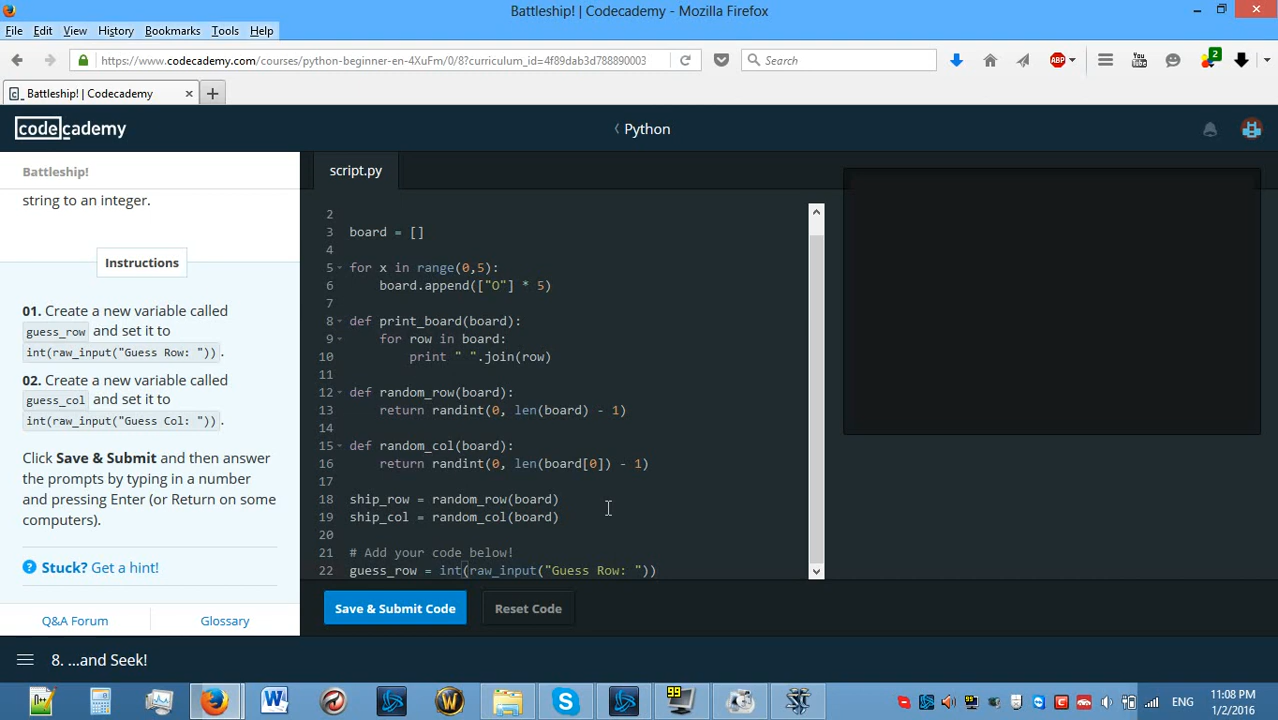 Battleship! | Codecademy - Mozilla Firefox
File Edit View History Bookmarks Tools Help
https://www.codecademy.com/courses/python-beginner-en-4XuFm/0/8?curriculum_id=4f89dab3d788890003
Search
ABP
You Tube
2
Battleship! | Codecademy
codecademy
Python
Battleship!
string to an integer.
Instructions
01. Create a new variable called
guess_row and set it to
int(raw_input("Guess Row: ")).
02. Create a new variable called
guess_col and set it to
int(raw_input("Guess Col: ")).
Click Save & Submit and then answer
the prompts by typing in a number
and pressing Enter (or Return on some
computers).
? Stuck? Get a hint!
Q&A Forum
Glossary
script.py
2
3 board = []
4
5 for x in range(0,5):
6 board.append(["O"] * 5)
7
8 def print_board(board):
9 for row in board:
10 print " ".join(row)
11
12 def random_row(board):
13 return randint(0, len(board) - 1)
14
15 def random_col(board):
16 return randint(0, len(board[0]) - 1)
17
18 ship_row = random_row(board)
19 ship_col = random_col(board)
20
21 # Add your code below!
22 guess_row = int(raw_input("Guess Row: "))
Save & Submit Code
Reset Code
8. ...and Seek!
99
ENG
11:08 PM
1/2/2016